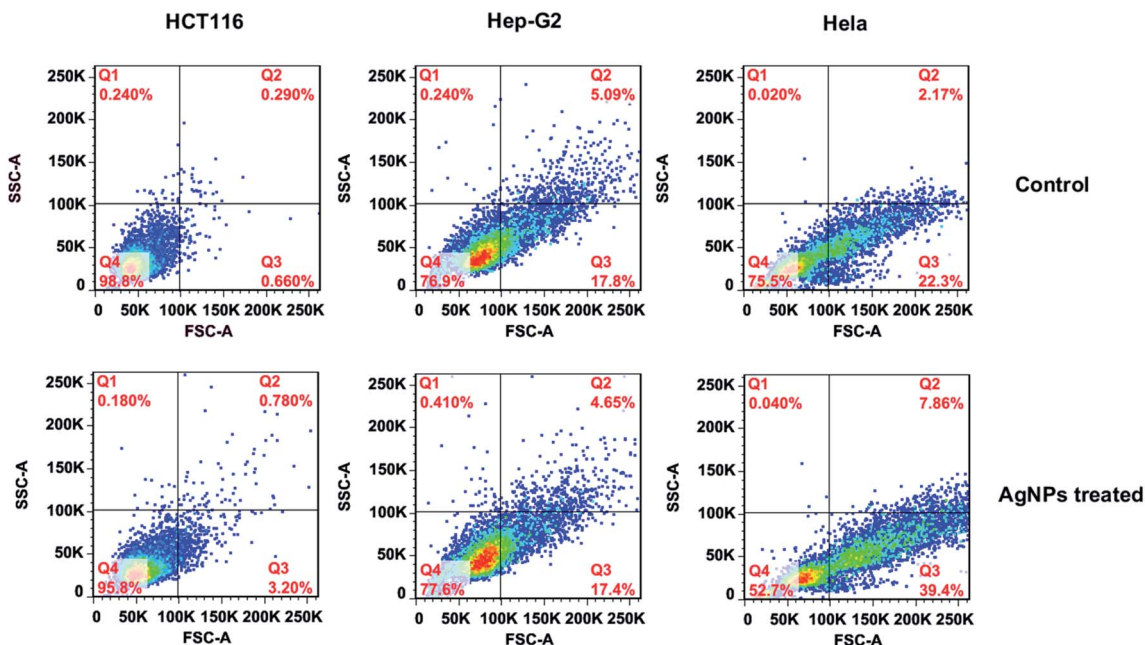 HCT116 Hep-G2 Hela
250K 200K 150K 100K 50K 0
SSC-A
Q1 0.240%
Q2 0.290%
Q4 98.8%
Q3 0.660%
0 50K 100K 150K 200K 250K
FSC-A
250K 200K 150K 100K 50K 0
SSC-A
Q1 0.240%
Q2 5.09%
Q4 76.9%
Q3 17.8%
0 50K 100K 150K 200K 250K
FSC-A
250K 200K 150K 100K 50K 0
SSC-A
Q1 0.020%
Q2 2.17%
Q4 75.5%
Q3 22.3%
0 50K 100K 150K 200K 250K
FSC-A
Control
250K 200K 150K 100K 50K 0
SSC-A
Q1 0.180%
Q2 0.780%
Q4 95.8%
Q3 3.20%
0 50K 100K 150K 200K 250K
FSC-A
250K 200K 150K 100K 50K 0
SSC-A
Q1 0.410%
Q2 4.65%
Q4 77.6%
Q3 17.4%
0 50K 100K 150K 200K 250K
FSC-A
250K 200K 150K 100K 50K 0
SSC-A
Q1 0.040%
Q2 7.86%
Q4 52.7%
Q3 39.4%
0 50K 100K 150K 200K 250K
FSC-A
AgNPs treated